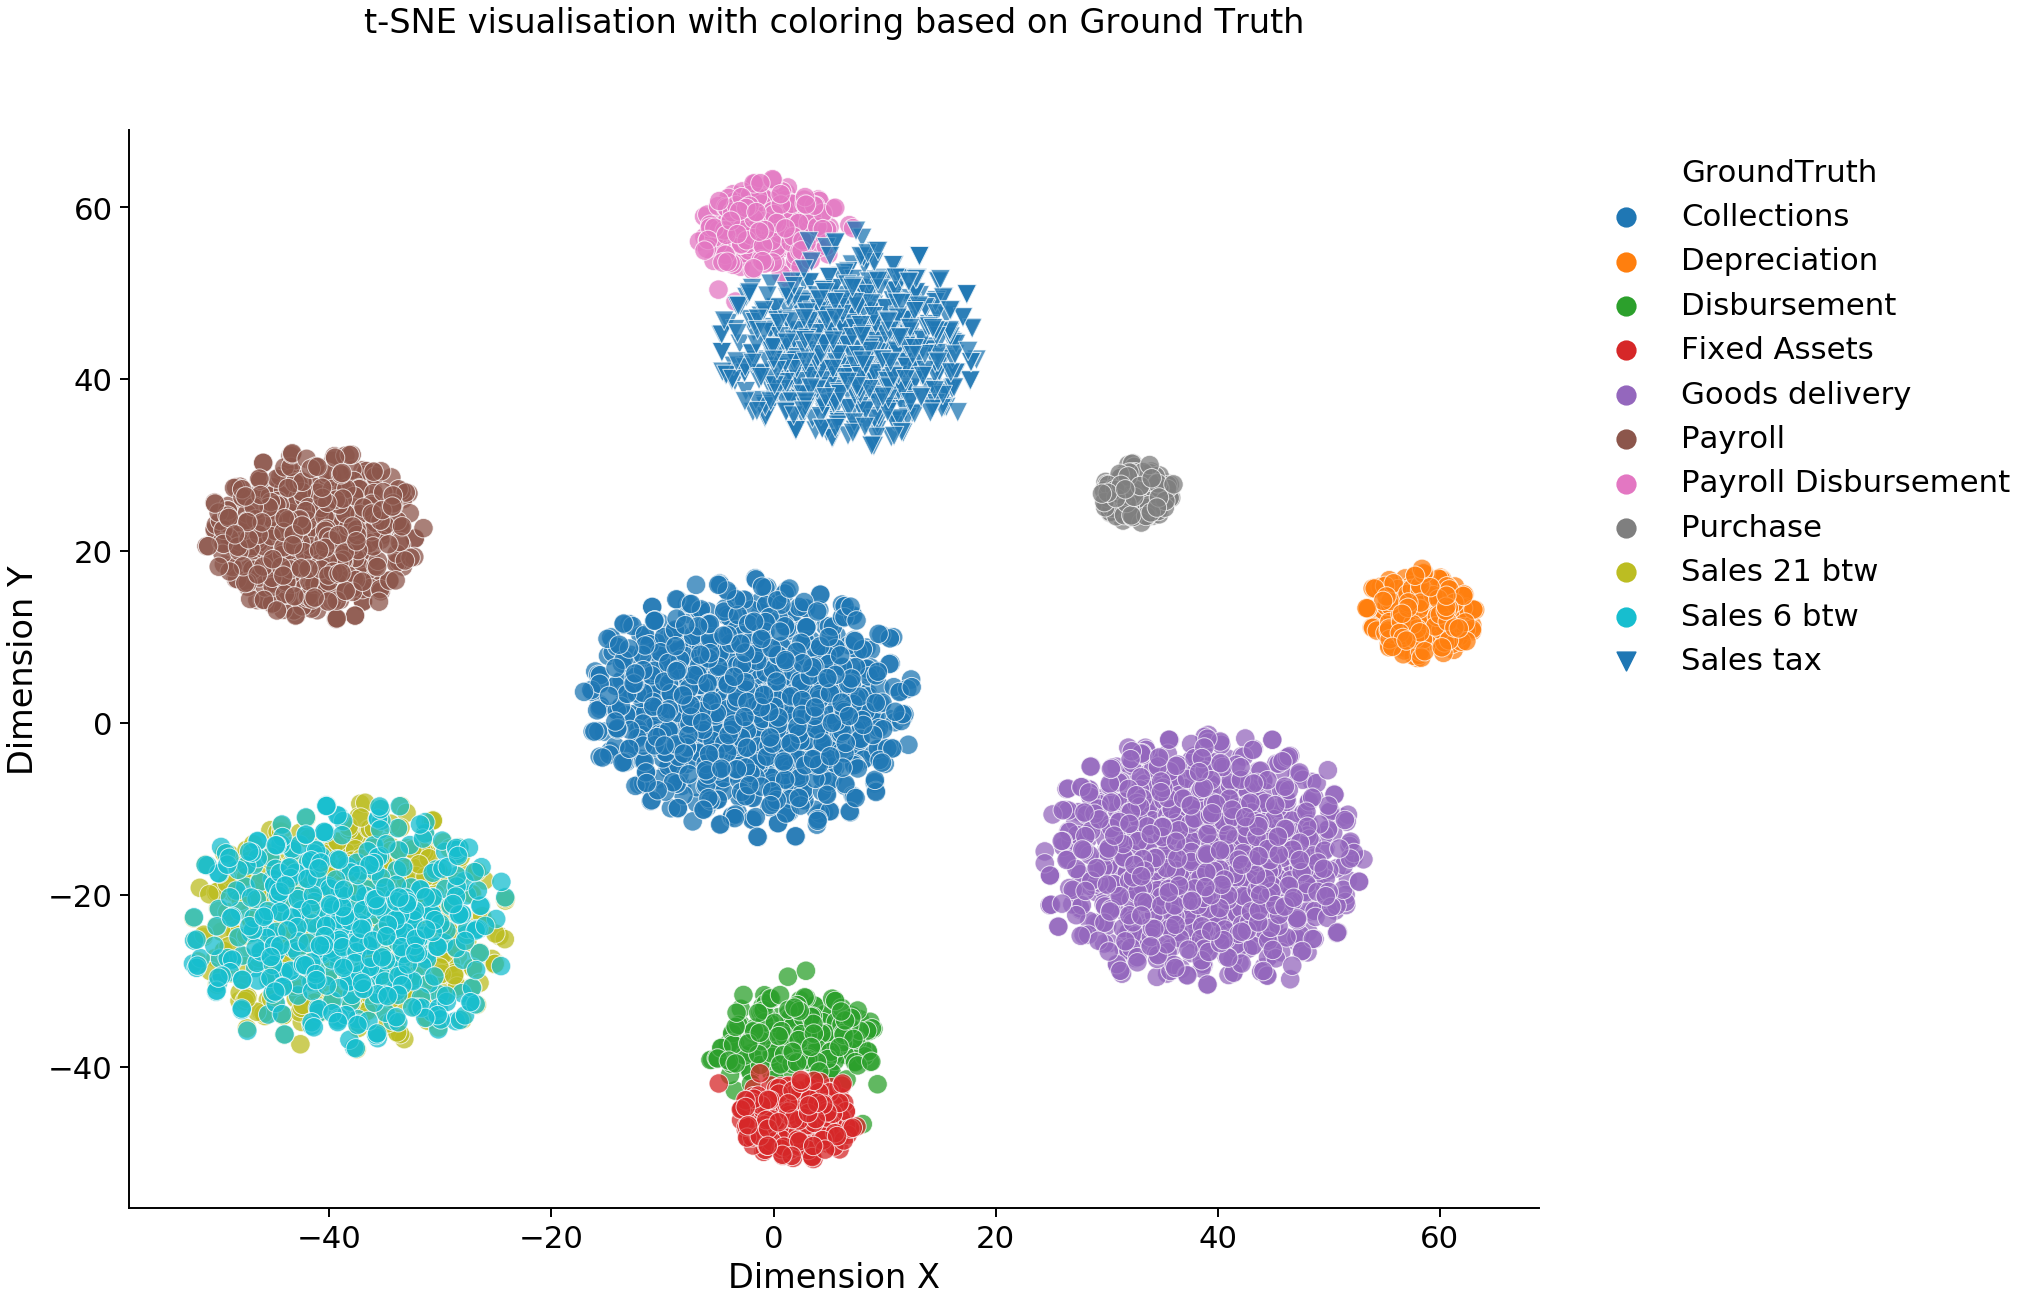 t-SNE visualisation with coloring based on Ground Truth
GroundTruth
Collections
Depreciation
Disbursement
Fixed Assets
Goods delivery
Payroll
Payroll Disbursement
Purchase
Sales 21 btw
Sales 6 btw
Sales tax
Dimension Y
60
40
20
0
−20
−40
−40
−20
0
20
40
60
Dimension X